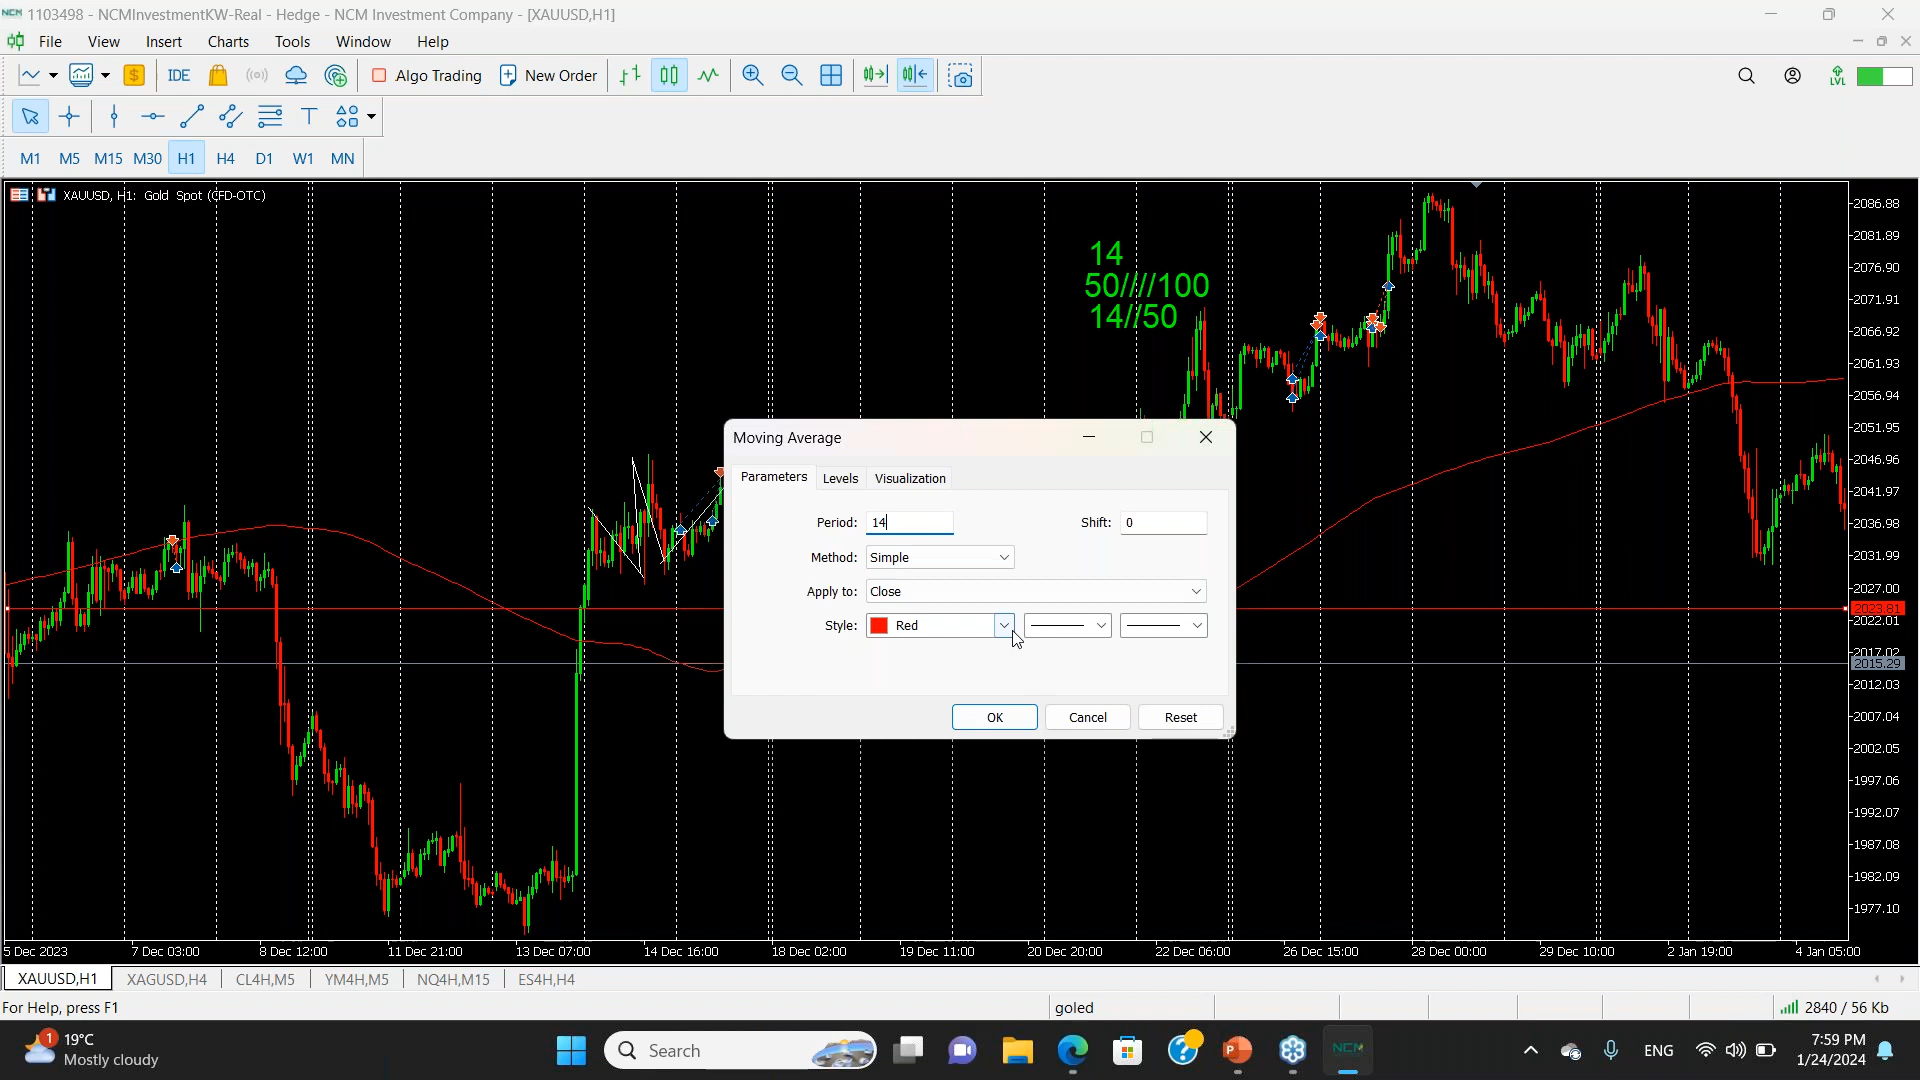 1103498 - NCMInvestmentKW-Real - Hedge - NCM Investment Company - [XAUUSD,H1]
File View Insert Charts Tools Window Help
IDE Algo Trading New Order LVL
M1 M5 M15 M30 H1 H4 D1 W1 MN
XAUUSD, H1: Gold Spot (CFD-OTC)
14
50////100
14//50
2086.88
2081.89
2076.90
2071.91
2066.92
2061.93
2056.94
2051.95
2046.96
2041.97
2036.98
2031.99
2027.00
2023.81
2022.01
2017.02
2015.29
2012.03
2007.04
2002.05
1997.06
1992.07
1987.08
1982.09
1977.10
Moving Average
Parameters Levels Visualization
Period: 14 Shift: 0
Method: Simple
Apply to: Close
Style: Red
OK Cancel Reset
5 Dec 2023 7 Dec 03:00 8 Dec 12:00 11 Dec 21:00 13 Dec 07:00 14 Dec 16:00 18 Dec 02:00 19 Dec 11:00 20 Dec 20:00 22 Dec 06:00 26 Dec 15:00 28 Dec 00:00 29 Dec 10:00 2 Jan 19:00 4 Jan 05:00
XAUUSD,H1 XAGUSD,H4 CL4H,M5 YM4H,M5 NQ4H,M15 ES4H,H4
For Help, press F1 goled 2840 / 56 Kb
1 19°C
Mostly cloudy
Search
NCM
ENG
7:59 PM
1/24/2024